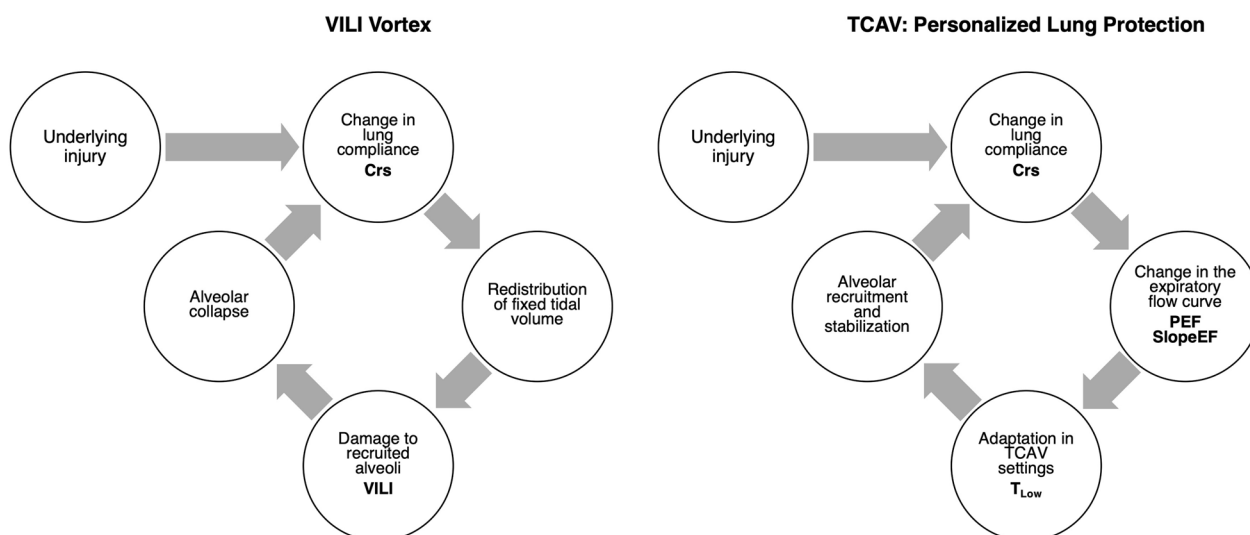 VILI Vortex
Underlying
injury
Change in
lung
compliance
Crs
Redistribution
of fixed tidal
volume
Damage to
recruited
alveoli
VILI
Alveolar
collapse
TCAV: Personalized Lung Protection
Underlying
injury
Change in
lung
compliance
Crs
Change in the
expiratory
flow curve
PEF
SlopeEF
Adaptation in
TCAV
settings
TLow
Alveolar
recruitment
and
stabilization